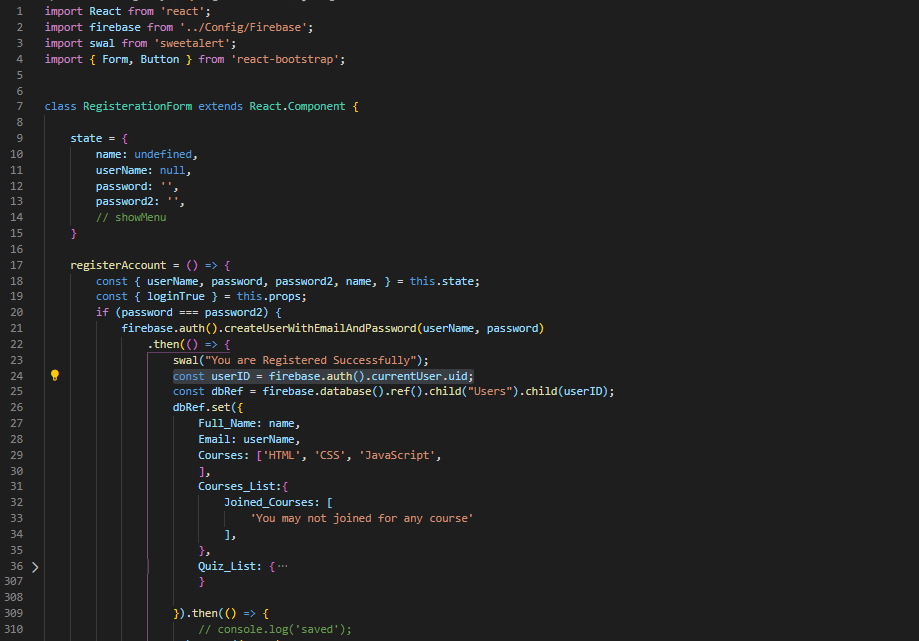 1 import React from 'react';
2 import firebase from '../Config/Firebase';
3 import swal from 'sweetalert';
4 import { Form, Button } from 'react-bootstrap';
5
6
7 class RegisterationForm extends React.Component {
8
9 state = {
10 name: undefined,
11 userName: null,
12 password: '',
13 password2: '',
14 // showMenu
15 }
16
17 registerAccount = () => {
18 const { userName, password, password2, name, } = this.state;
19 const { loginTrue } = this.props;
20 if (password === password2) {
21 firebase.auth().createUserWithEmailAndPassword(userName, password)
22 .then(() => {
23 swal("You are Registered Successfully");
24 const userID = firebase.auth().currentUser.uid;
25 const dbRef = firebase.database().ref().child("Users").child(userID);
26 dbRef.set({
27 Full_Name: name,
28 Email: userName,
29 Courses: ['HTML', 'CSS', 'JavaScript',
30 ],
31 Courses_List:{
32 Joined_Courses: [
33 'You may not joined for any course'
34 ],
35 },
36 Quiz_List: {⋯
307 }
308
309 }).then(() => {
310 // console.log('saved');